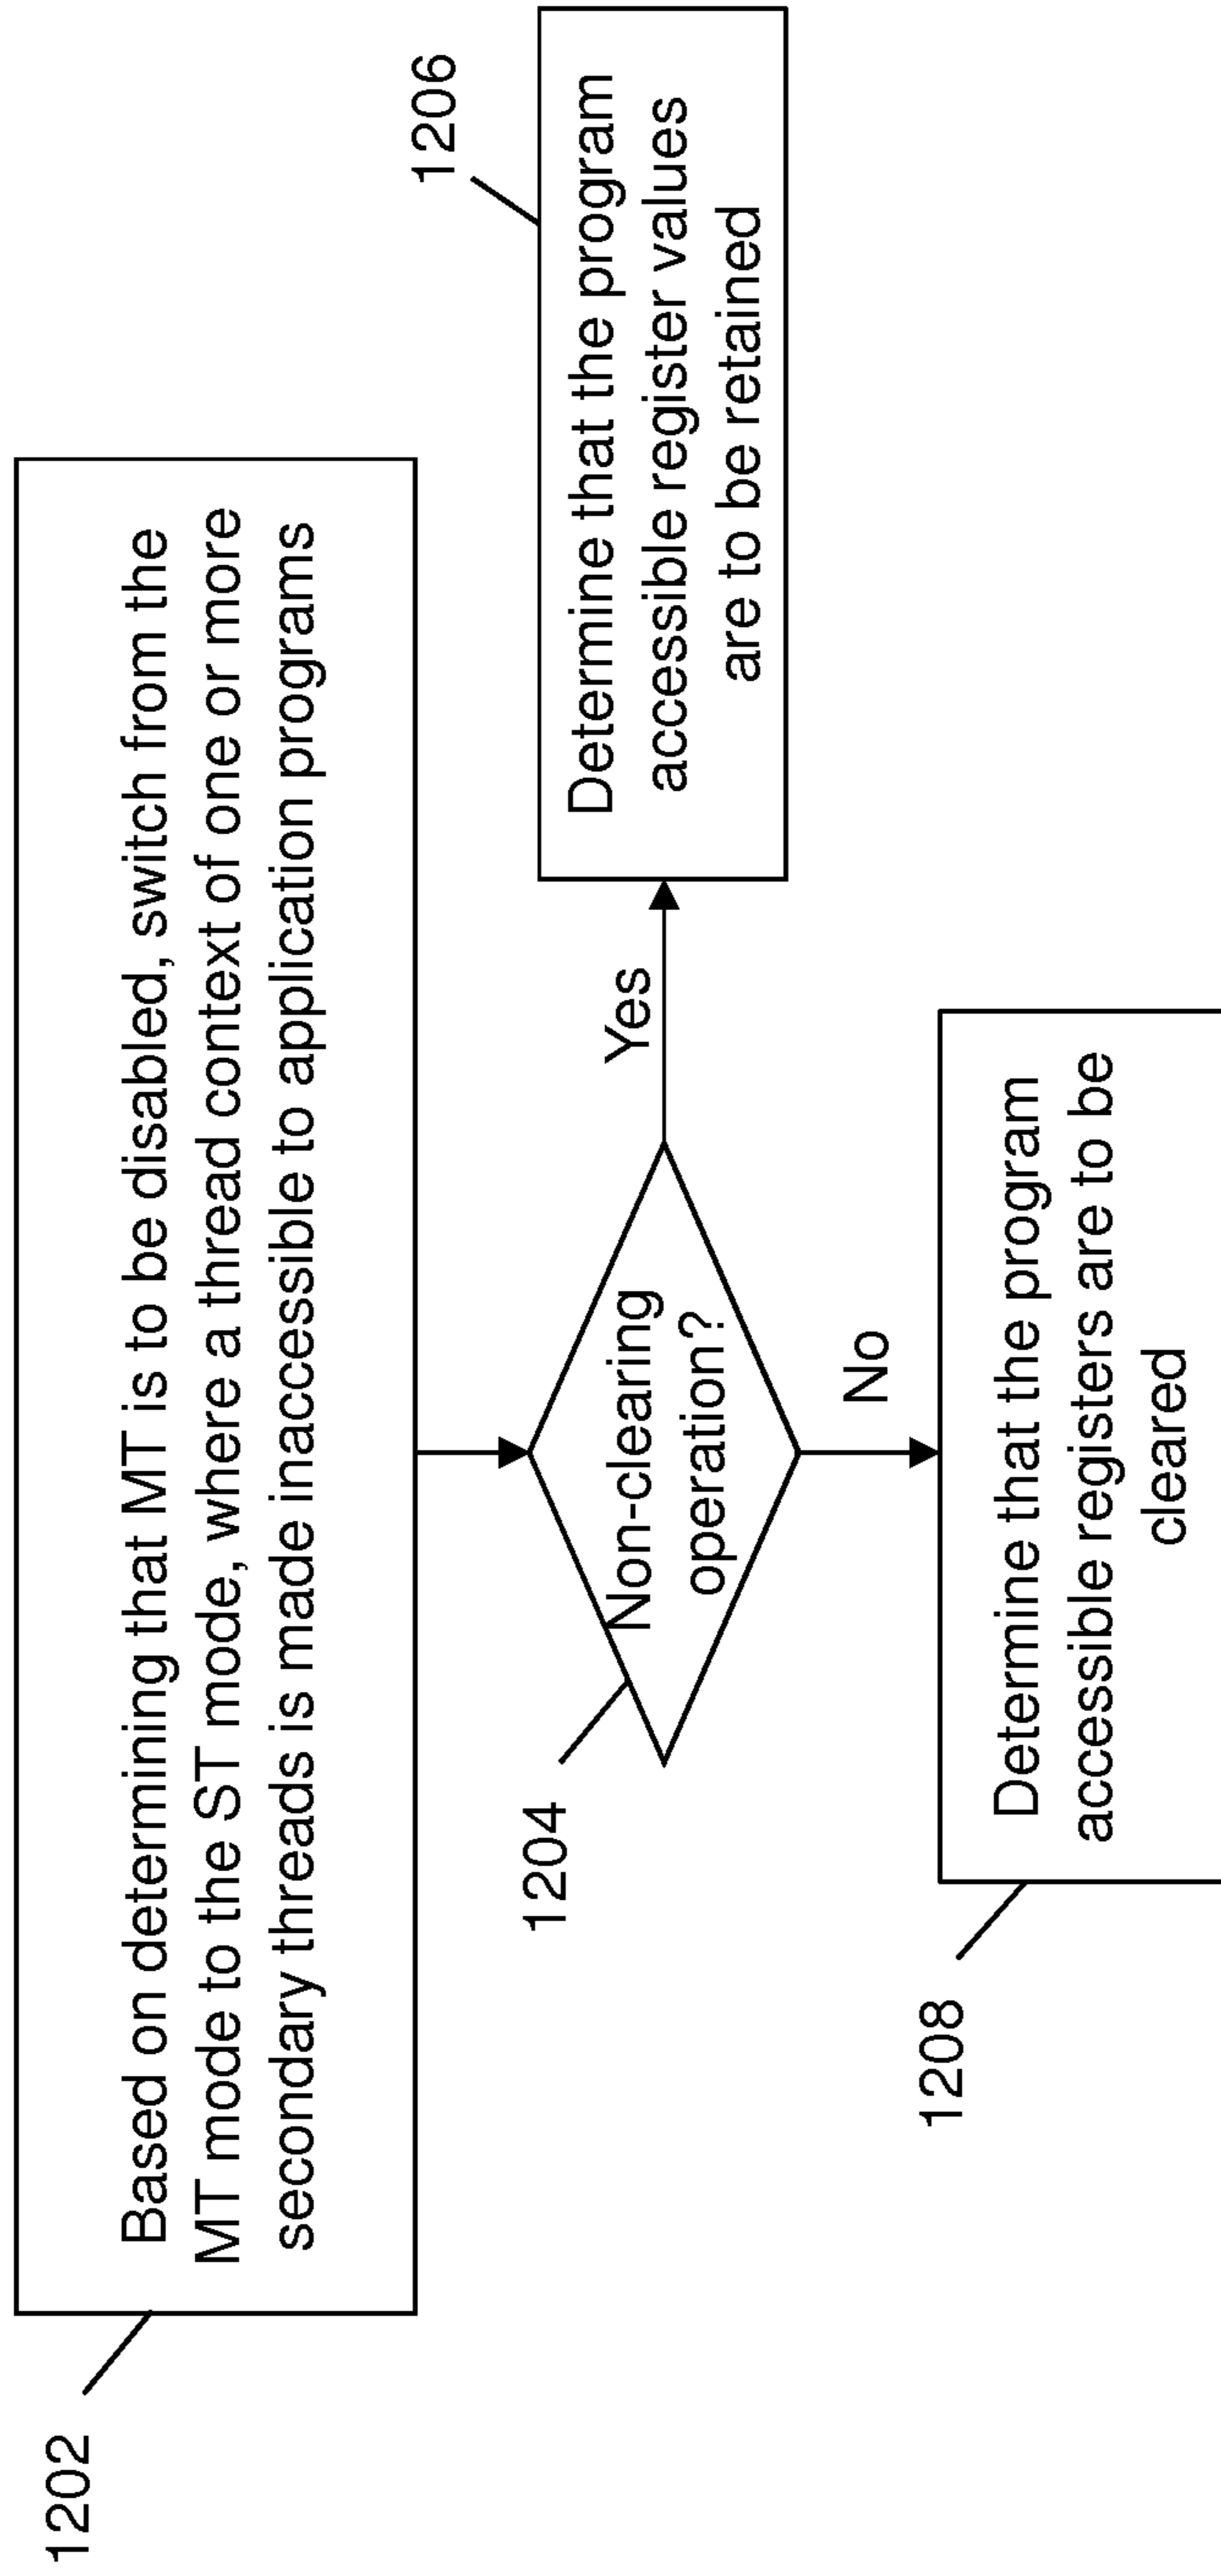 1202
Based on determining that MT is to be disabled, switch from the
MT mode to the ST mode, where a thread context of one or more
secondary threads is made inaccessible to application programs
1204
Non-clearing
operation?
Yes
1206
Determine that the program
accessible register values
are to be retained
No
1208
Determine that the program
accessible registers are to be
cleared